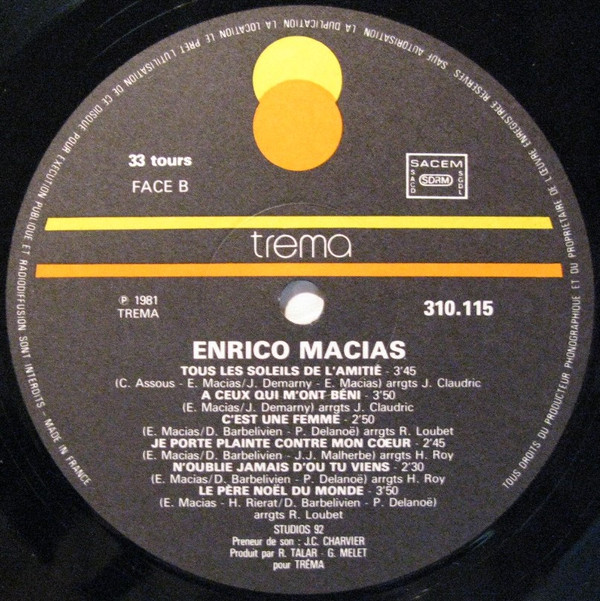 TOUS DROITS DU PRODUCTEUR PHONOGRAPHIQUE ET DU PROPRIETAIRE DE L'ŒUVRE ENREGISTREE RESERVES. SAUF AUTORISATION LA DUPLICATION, LA LOCATION LE PRET L'UTILISATION DE CE DISQUE POUR EXECUTION PUBLIQUE ET RADIODIFFUSION SONT INTERDITS - MADE IN FRANCE
33 tours
FACE B
SACEM
SACD
SDRM
SGDL
trema
℗ 1981
TREMA
310.115
ENRICO MACIAS
TOUS LES SOLEILS DE L'AMITIÉ - 3'45
(C. Assous - E. Macias/J. Demarny - E. Macias) arrgts J. Claudric
A CEUX QUI M'ONT BÉNI - 3'50
(E. Macias/J. Demarny) arrgts J. Claudric
C'EST UNE FEMME - 2'50
(E. Macias/D. Barbelivien - P. Delanoë) arrgts R. Loubet
JE PORTE PLAINTE CONTRE MON CŒUR - 2'45
(E. Macias/D. Barbelivien - J.J. Malherbe) arrgts H. Roy
N'OUBLIE JAMAIS D'OU TU VIENS - 2'30
(E. Macias/D. Barbelivien - P. Delanoë) arrgts H. Roy
LE PÈRE NOËL DU MONDE - 3'50
(E. Macias - H. Rierat/D. Barbelivien - P. Delanoë)
arrgts R. Loubet
STUDIOS 92
Preneur de son : J.C. CHARVIER
Produit par R. TALAR - G. MELET
pour TRÉMA